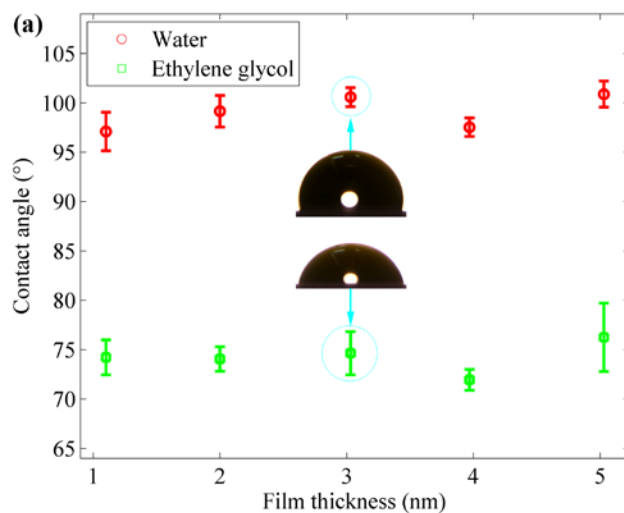 (a)
Water
Ethylene glycol
105
100
95
90
85
80
75
70
65
Contact angle (°)
1 2 3 4 5
Film thickness (nm)